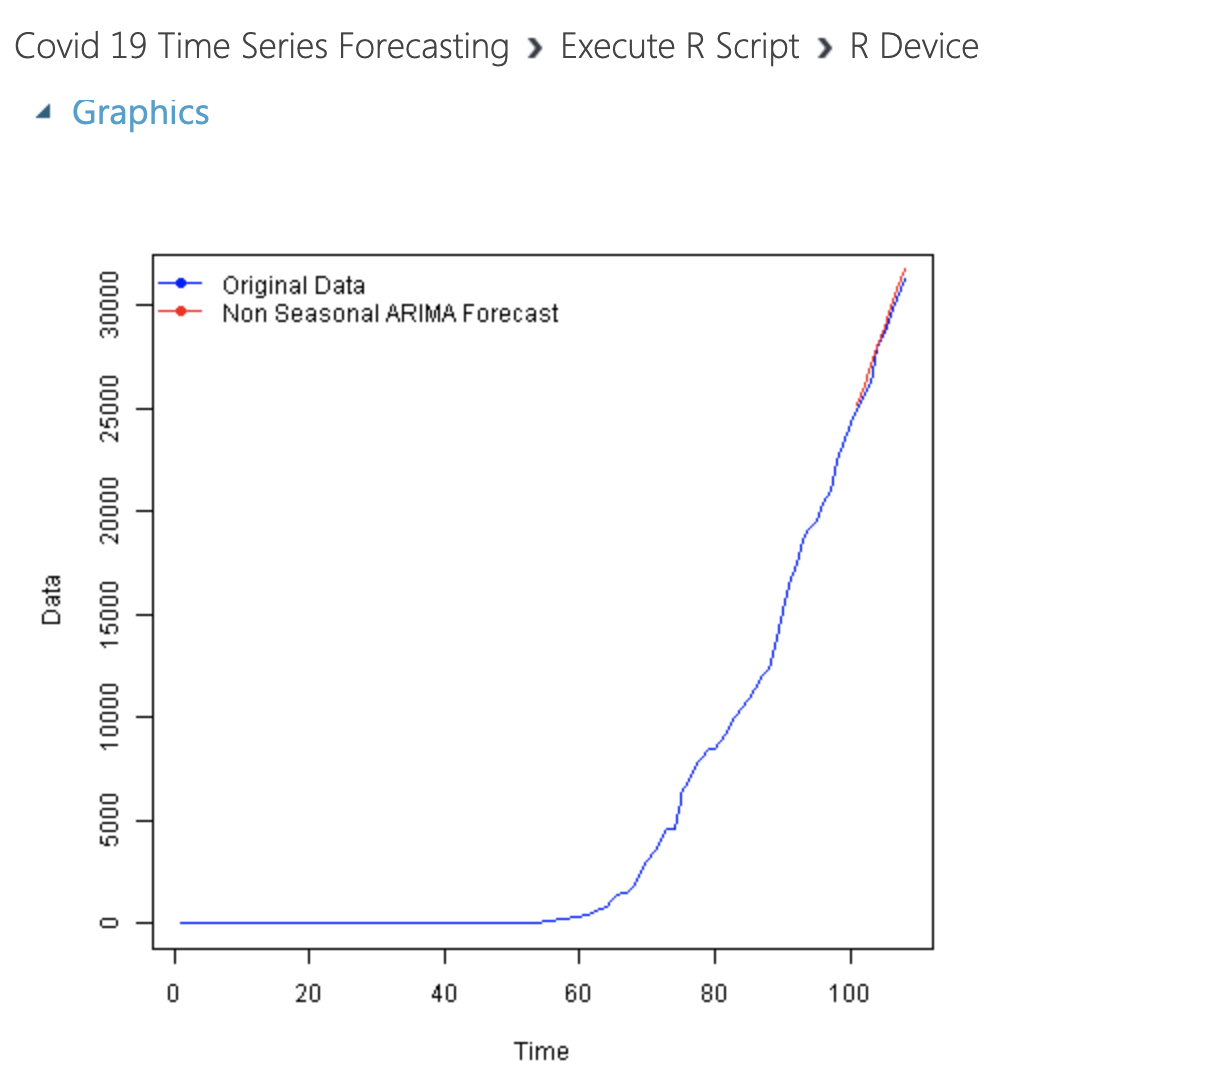 Covid 19 Time Series Forecasting › Execute R Script › R Device
Graphics
Original Data
Non Seasonal ARIMA Forecast
30000
25000
20000
15000
10000
5000
0
Data
0 20 40 60 80 100
Time